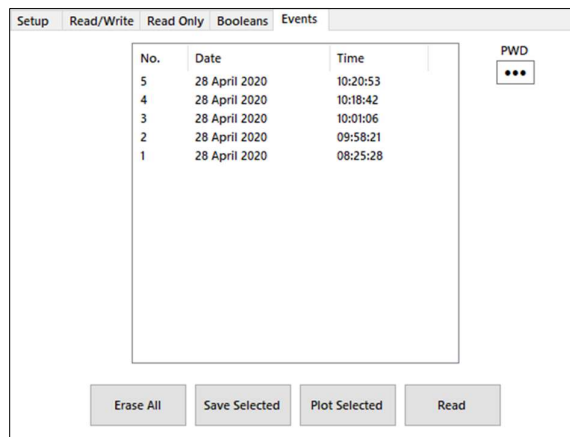 Setup Read/Write Read Only Booleans Events
No. Date Time
PWD
•••
5 28 April 2020 10:20:53
4 28 April 2020 10:18:42
3 28 April 2020 10:01:06
2 28 April 2020 09:58:21
1 28 April 2020 08:25:28
Erase All Save Selected Plot Selected Read